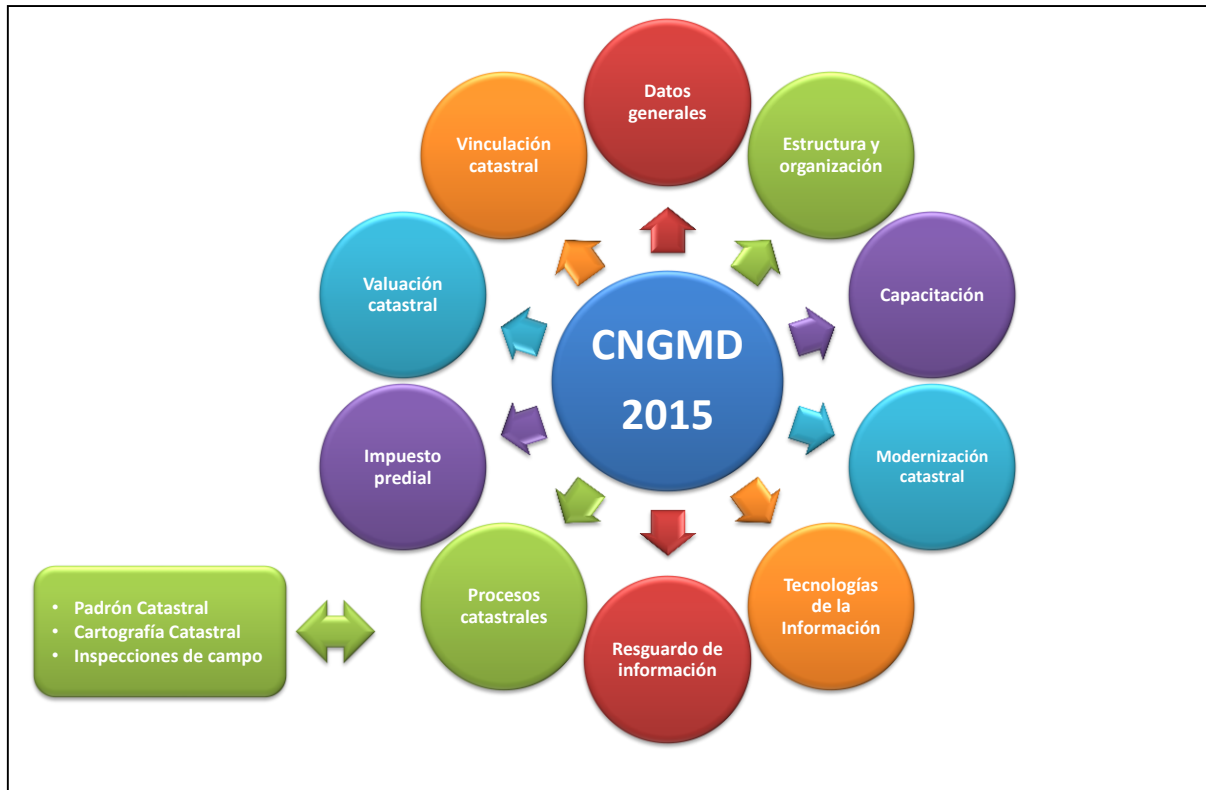 Datos
generales
Estructura y
organización
Capacitación
Modernización
catastral
Tecnologías
de la
Información
Resguardo de
información
Procesos
catastrales
Impuesto
predial
Valuación
catastral
Vinculación
catastral
CNGMD
2015
• Padrón Catastral
• Cartografía Catastral
• Inspecciones de campo